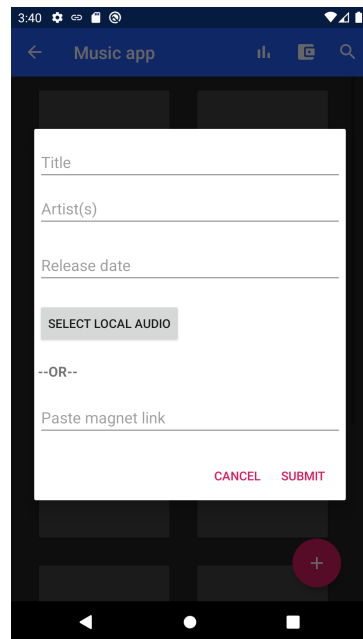 3:40
Music app
Title
Artist(s)
Release date
SELECT LOCAL AUDIO
--OR--
Paste magnet link
CANCEL SUBMIT